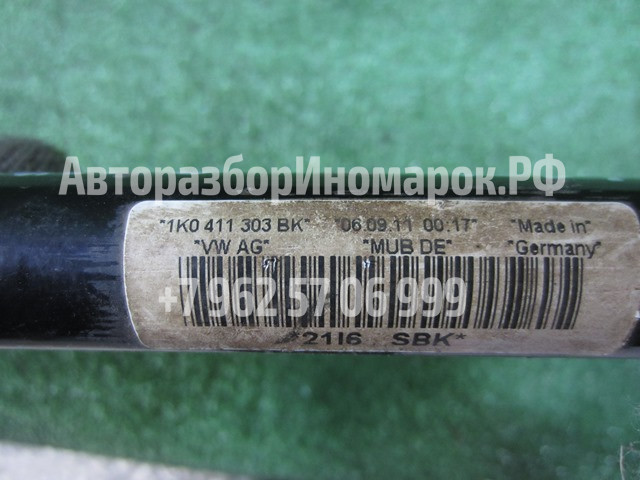 АвторазборИномарок.РФ
"1K0 411 303 BK" "06.09.11 00:17" "Made in"
"VW AG" "MUB DE" "Germany"
+7 962 57 06 999
*21I6 SBK*